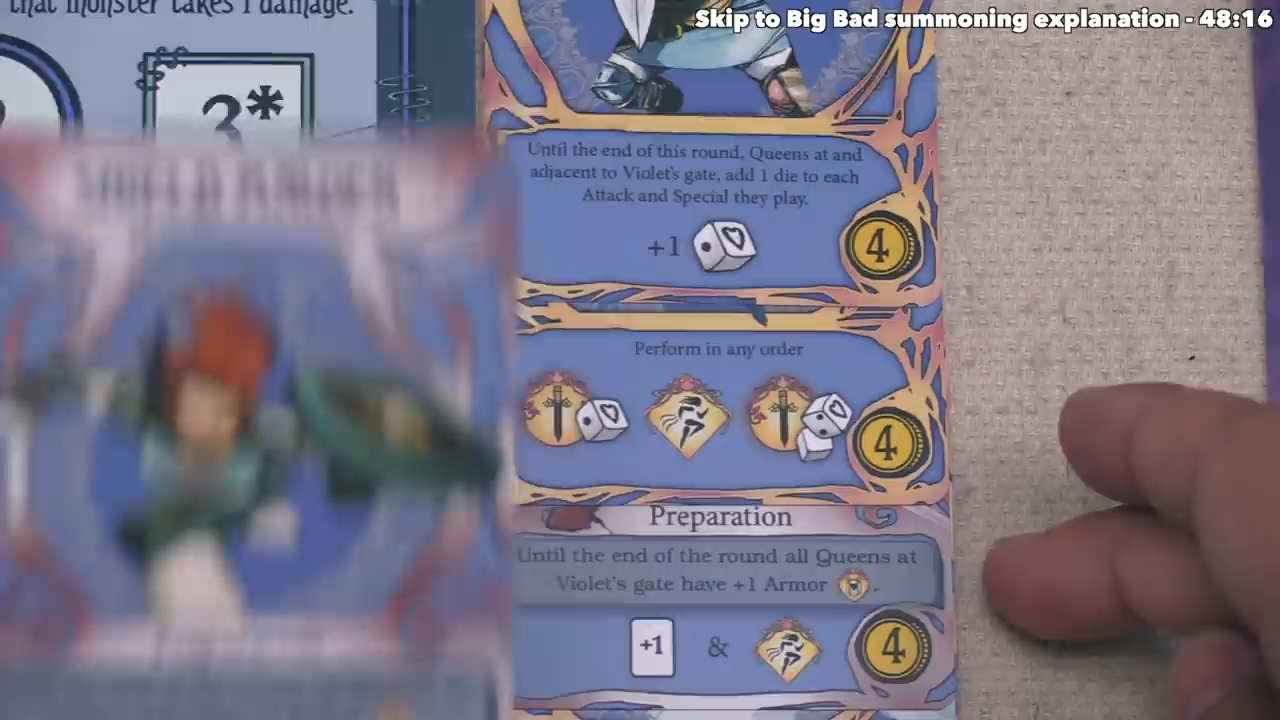 Skip to Big Bad summoning explanation - 48:16
that monster takes 1 damage.
3*
Until the end of this round, Queens at and
adjacent to Violet's gate, add 1 die to each
Attack and Special they play.
+1
4
Perform in any order
4
Preparation
Until the end of the round all Queens at
Violet's gate have +1 Armor .
+1 &
4